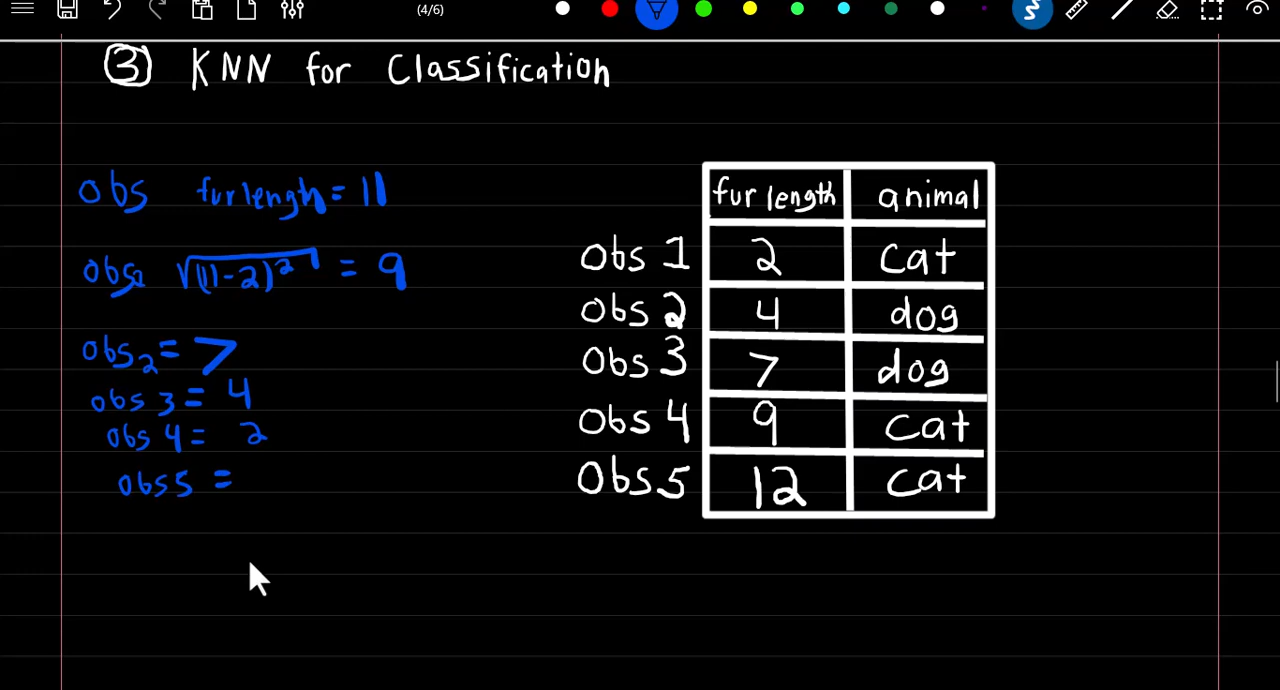 (4/6)
3 KNN for Classification
obs fur length = 11
obs1 √(11-2)² = 9
obs2 = 7
obs 3 = 4
obs 4 = 2
obs 5 =
fur length animal
Obs 1 2 cat
Obs 2 4 dog
Obs 3 7 dog
Obs 4 9 cat
Obs 5 12 cat